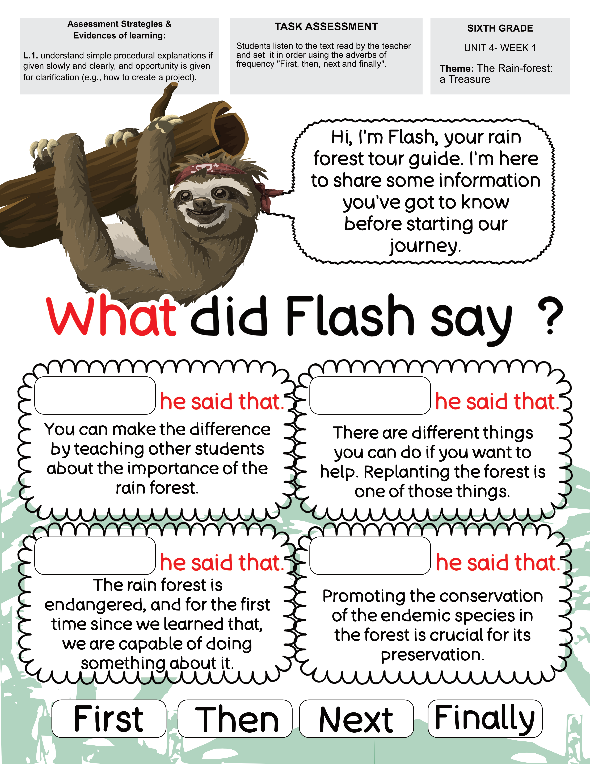 Assessment Strategies &
Evidences of learning:
L.1. understand simple procedural explanations if
given slowly and clearly, and opportunity is given
for clarification (e.g., how to create a project).
TASK ASSESSMENT
Students listen to the text read by the teacher
and set it in order using the adverbs of
frequency "First, then, next and finally".
SIXTH GRADE
UNIT 4- WEEK 1
Theme: The Rain-forest:
a Treasure
Hi, I'm Flash, your rain
forest tour guide. I'm here
to share some information
you've got to know
before starting our
journey.
What did Flash say ?
he said that.
You can make the difference
by teaching other students
about the importance of the
rain forest.
he said that.
There are different things
you can do if you want to
help. Replanting the forest is
one of those things.
he said that.
The rain forest is
endangered, and for the first
time since we learned that,
we are capable of doing
something about it.
he said that.
Promoting the conservation
of the endemic species in
the forest is crucial for its
preservation.
First
Then
Next
Finally